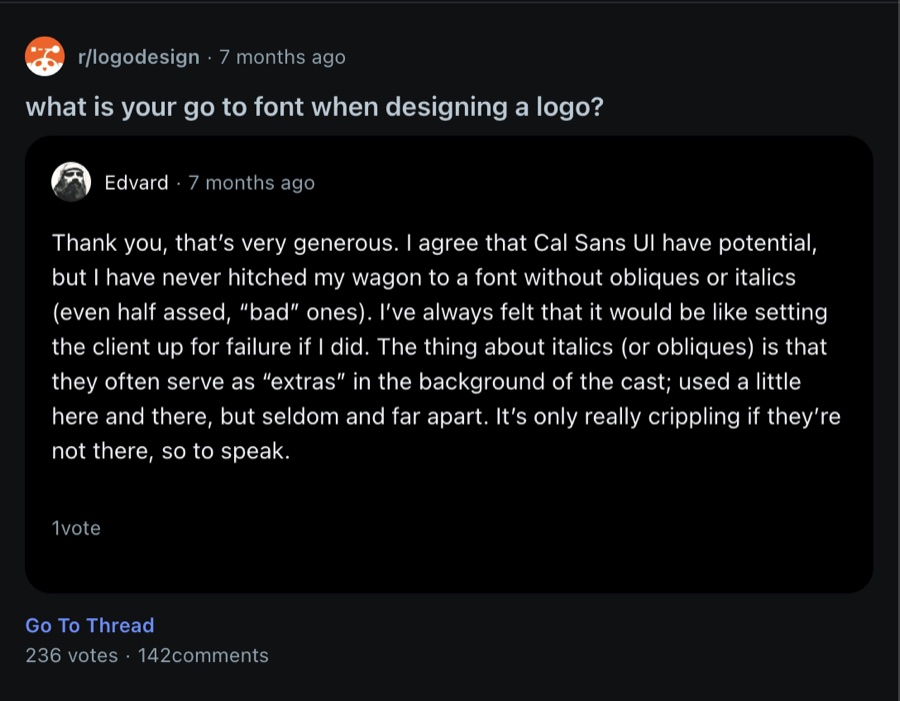 r/logodesign · 7 months ago
what is your go to font when designing a logo?
Edvard · 7 months ago
Thank you, that’s very generous. I agree that Cal Sans UI have potential,
but I have never hitched my wagon to a font without obliques or italics
(even half assed, “bad” ones). I’ve always felt that it would be like setting
the client up for failure if I did. The thing about italics (or obliques) is that
they often serve as “extras” in the background of the cast; used a little
here and there, but seldom and far apart. It’s only really crippling if they’re
not there, so to speak.
1vote
Go To Thread
236 votes · 142comments